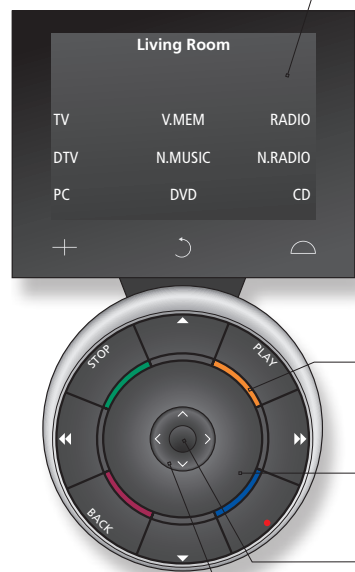 Living Room
TV V.MEM RADIO
DTV N.MUSIC N.RADIO
PC DVD CD
STOP PLAY
BACK